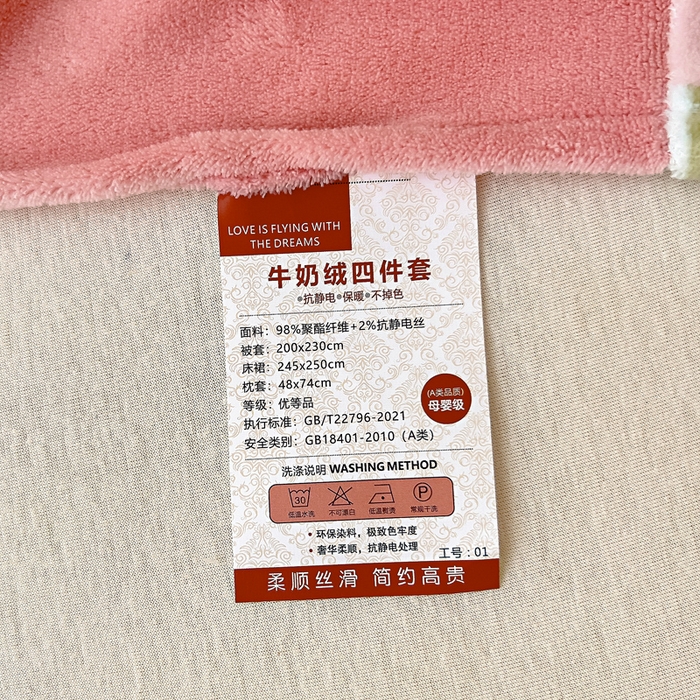 LOVE IS FLYING WITH
THE DREAMS
牛奶绒四件套
●抗静电●保暖●不掉色
面料：98%聚酯纤维+2%抗静电丝
被套：200x230cm
床裙：245x250cm
枕套：48x74cm
等级：优等品
执行标准：GB/T22796-2021
安全类别：GB18401-2010（A类）
(A类品质)
母婴级
洗涤说明 WASHING METHOD
30
P
低温水洗 不可漂白 低温熨烫 常规干洗
• 环保染料，极致色牢度
• 奢华柔顺，抗静电处理
工号：01
柔顺丝滑 简约高贵